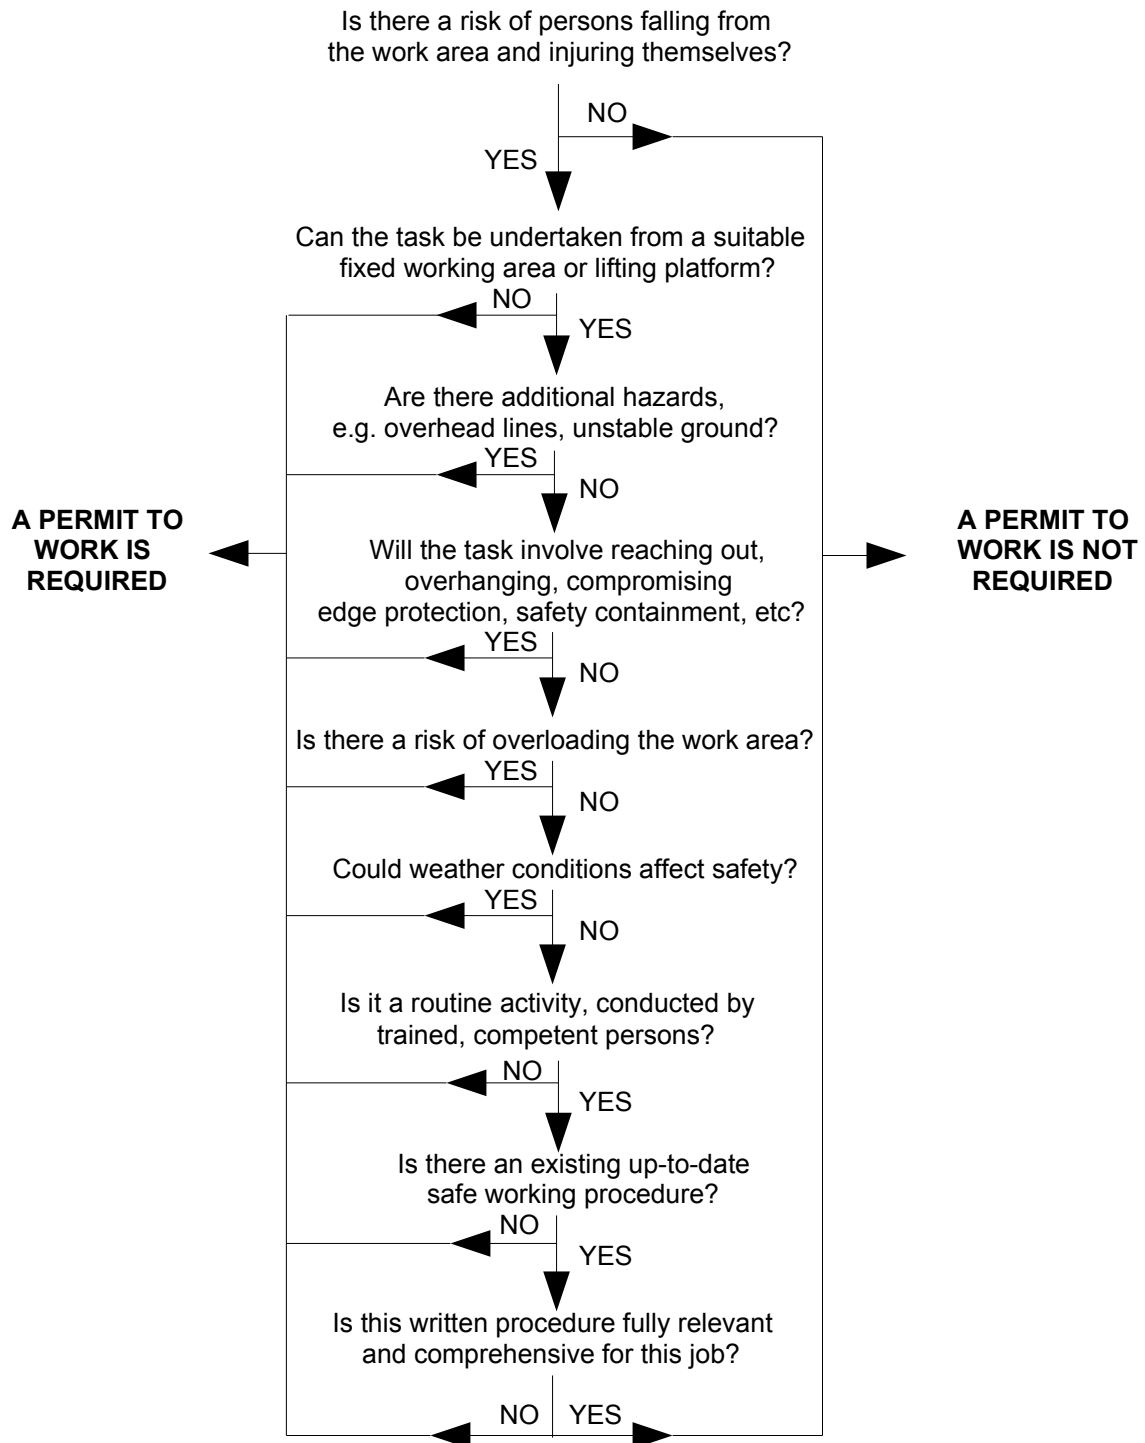 Is there a risk of persons falling from
the work area and injuring themselves?
NO
YES
Can the task be undertaken from a suitable
fixed working area or lifting platform?
NO
YES
Are there additional hazards,
e.g. overhead lines, unstable ground?
YES
NO
A PERMIT TO
WORK IS
REQUIRED
A PERMIT TO
WORK IS NOT
REQUIRED
Will the task involve reaching out,
overhanging, compromising
edge protection, safety containment, etc?
YES
NO
Is there a risk of overloading the work area?
YES
NO
Could weather conditions affect safety?
YES
NO
Is it a routine activity, conducted by
trained, competent persons?
NO
YES
Is there an existing up-to-date
safe working procedure?
NO
YES
Is this written procedure fully relevant
and comprehensive for this job?
NO
YES